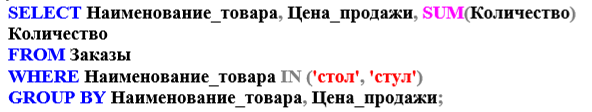 SELECT Наименование_товара, Цена_продажи, SUM(Количество)
Количество
FROM Заказы
WHERE Наименование_товара IN ('стол', 'стул')
GROUP BY Наименование_товара, Цена_продажи;